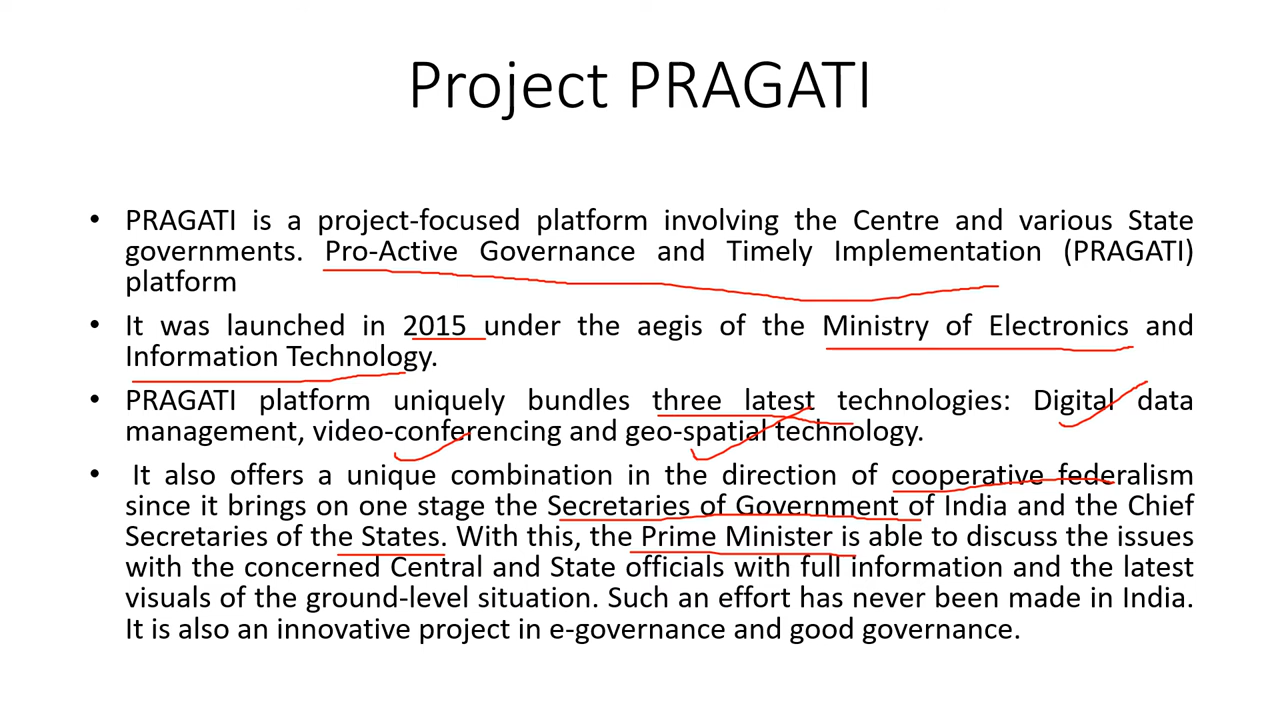 Project PRAGATI
• PRAGATI is a project-focused platform involving the Centre and various State
governments. Pro-Active Governance and Timely Implementation (PRAGATI)
platform
• It was launched in 2015 under the aegis of the Ministry of Electronics and
Information Technology.
• PRAGATI platform uniquely bundles three latest technologies: Digital data
management, video-conferencing and geo-spatial technology.
• It also offers a unique combination in the direction of cooperative federalism
since it brings on one stage the Secretaries of Government of India and the Chief
Secretaries of the States. With this, the Prime Minister is able to discuss the issues
with the concerned Central and State officials with full information and the latest
visuals of the ground-level situation. Such an effort has never been made in India.
It is also an innovative project in e-governance and good governance.